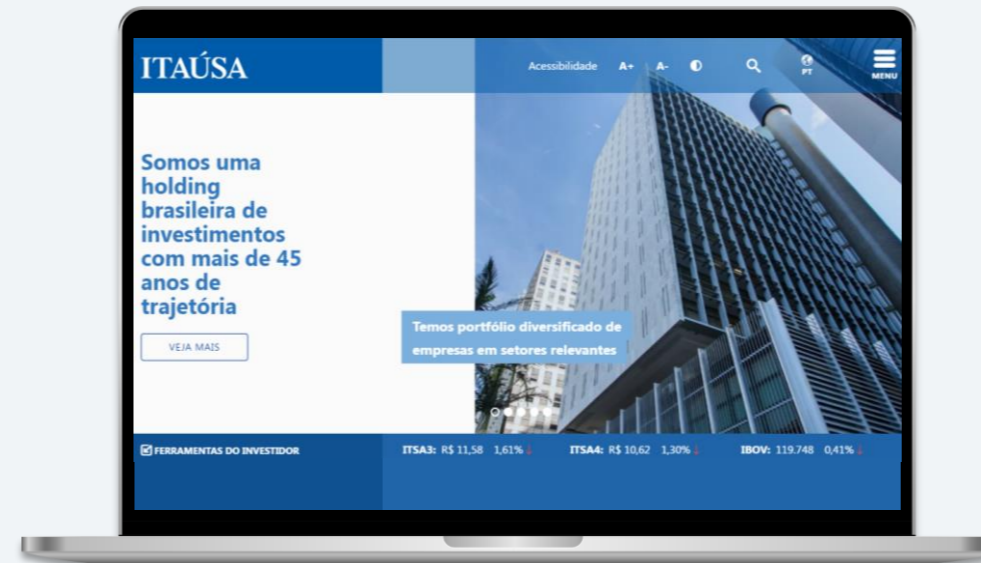 ITAÚSA
Acessibilidade A+ A-
PT
MENU
Somos uma
holding
brasileira de
investimentos
com mais de 45
anos de
trajetória
VEJA MAIS
Temos portfólio diversificado de
empresas em setores relevantes
FERRAMENTAS DO INVESTIDOR
ITSA3: R$ 11,58 1,61% ITSA4: R$ 10,62 1,30% IBOV: 119.748 0,41%